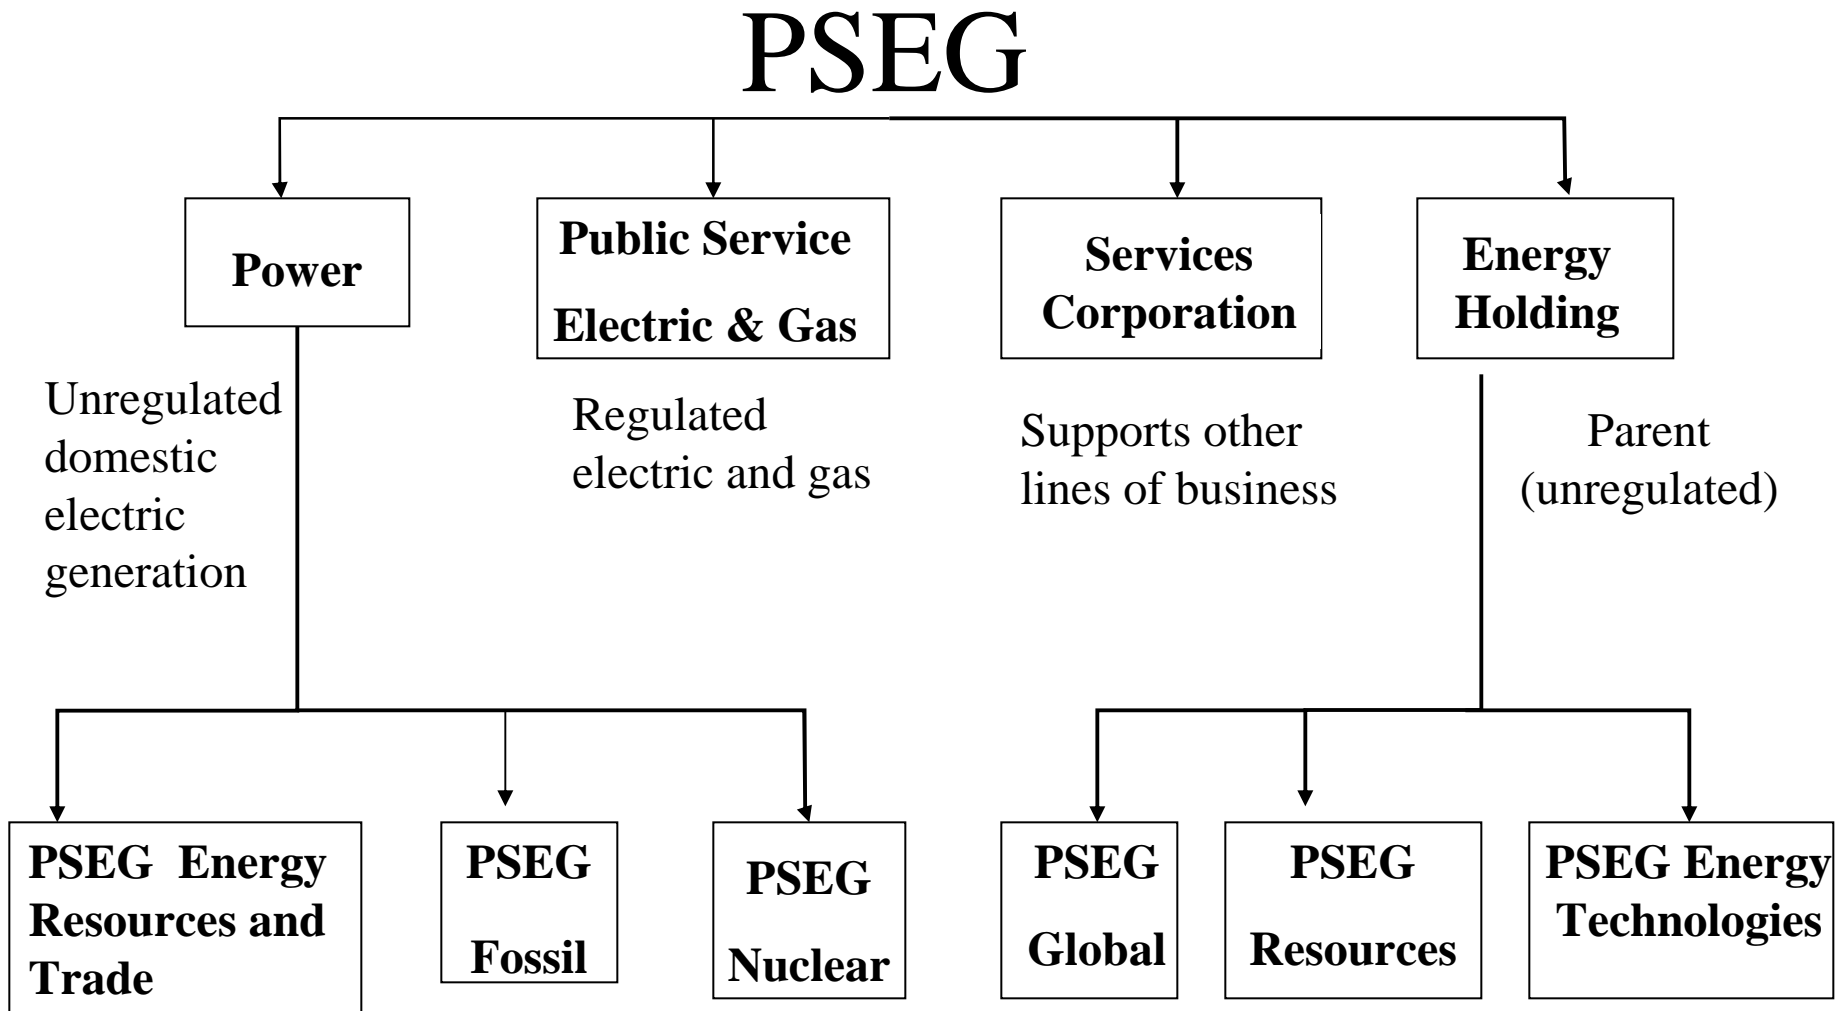 PSEG
Power
Public Service
Electric & Gas
Services
Corporation
Energy
Holding
Unregulated
domestic
electric
generation
Regulated
electric and gas
Supports other
lines of business
Parent
(unregulated)
PSEG Energy
Resources and
Trade
PSEG
Fossil
PSEG
Nuclear
PSEG
Global
PSEG
Resources
PSEG Energy
Technologies